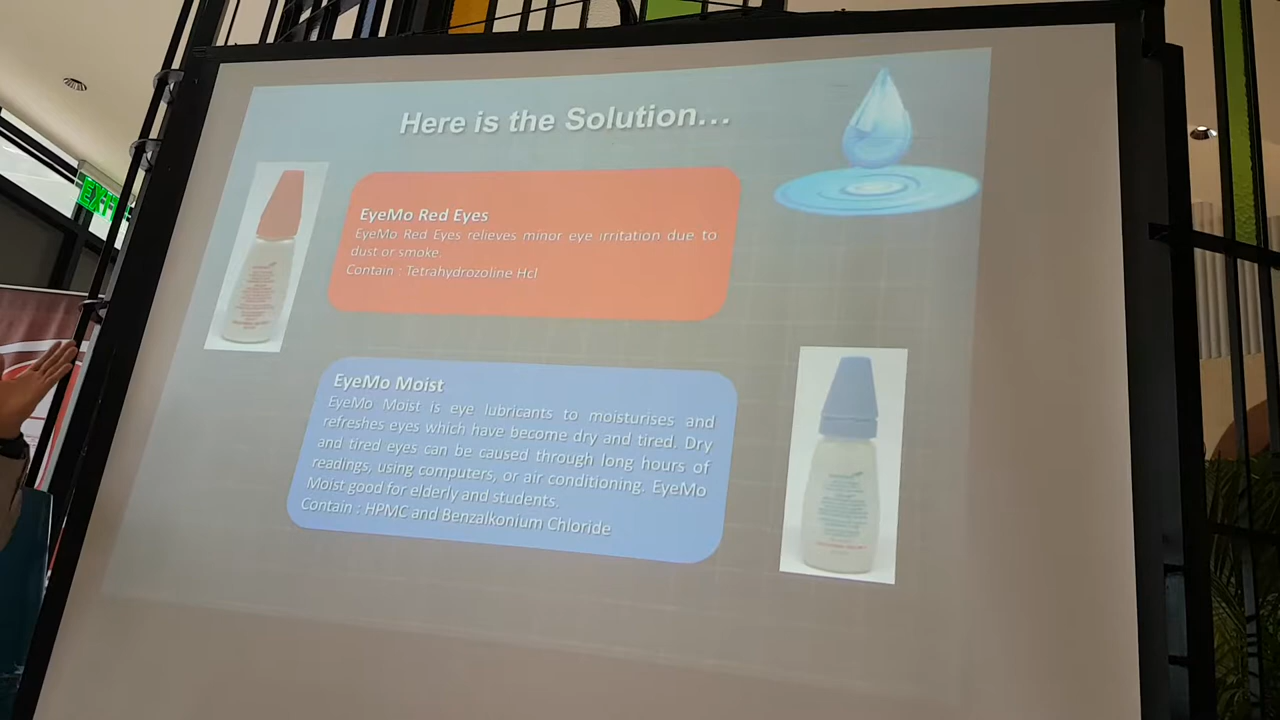 Here is the Solution...
EyeMo Red Eyes
EyeMo Red Eyes relieves minor eye irritation due to
dust or smoke.
Contain : Tetrahydrozoline Hcl
EyeMo Moist
EyeMo Moist is eye lubricants to moisturises and
refreshes eyes which have become dry and tired. Dry
and tired eyes can be caused through long hours of
readings, using computers, or air conditioning. EyeMo
Moist good for elderly and students.
Contain : HPMC and Benzalkonium Chloride